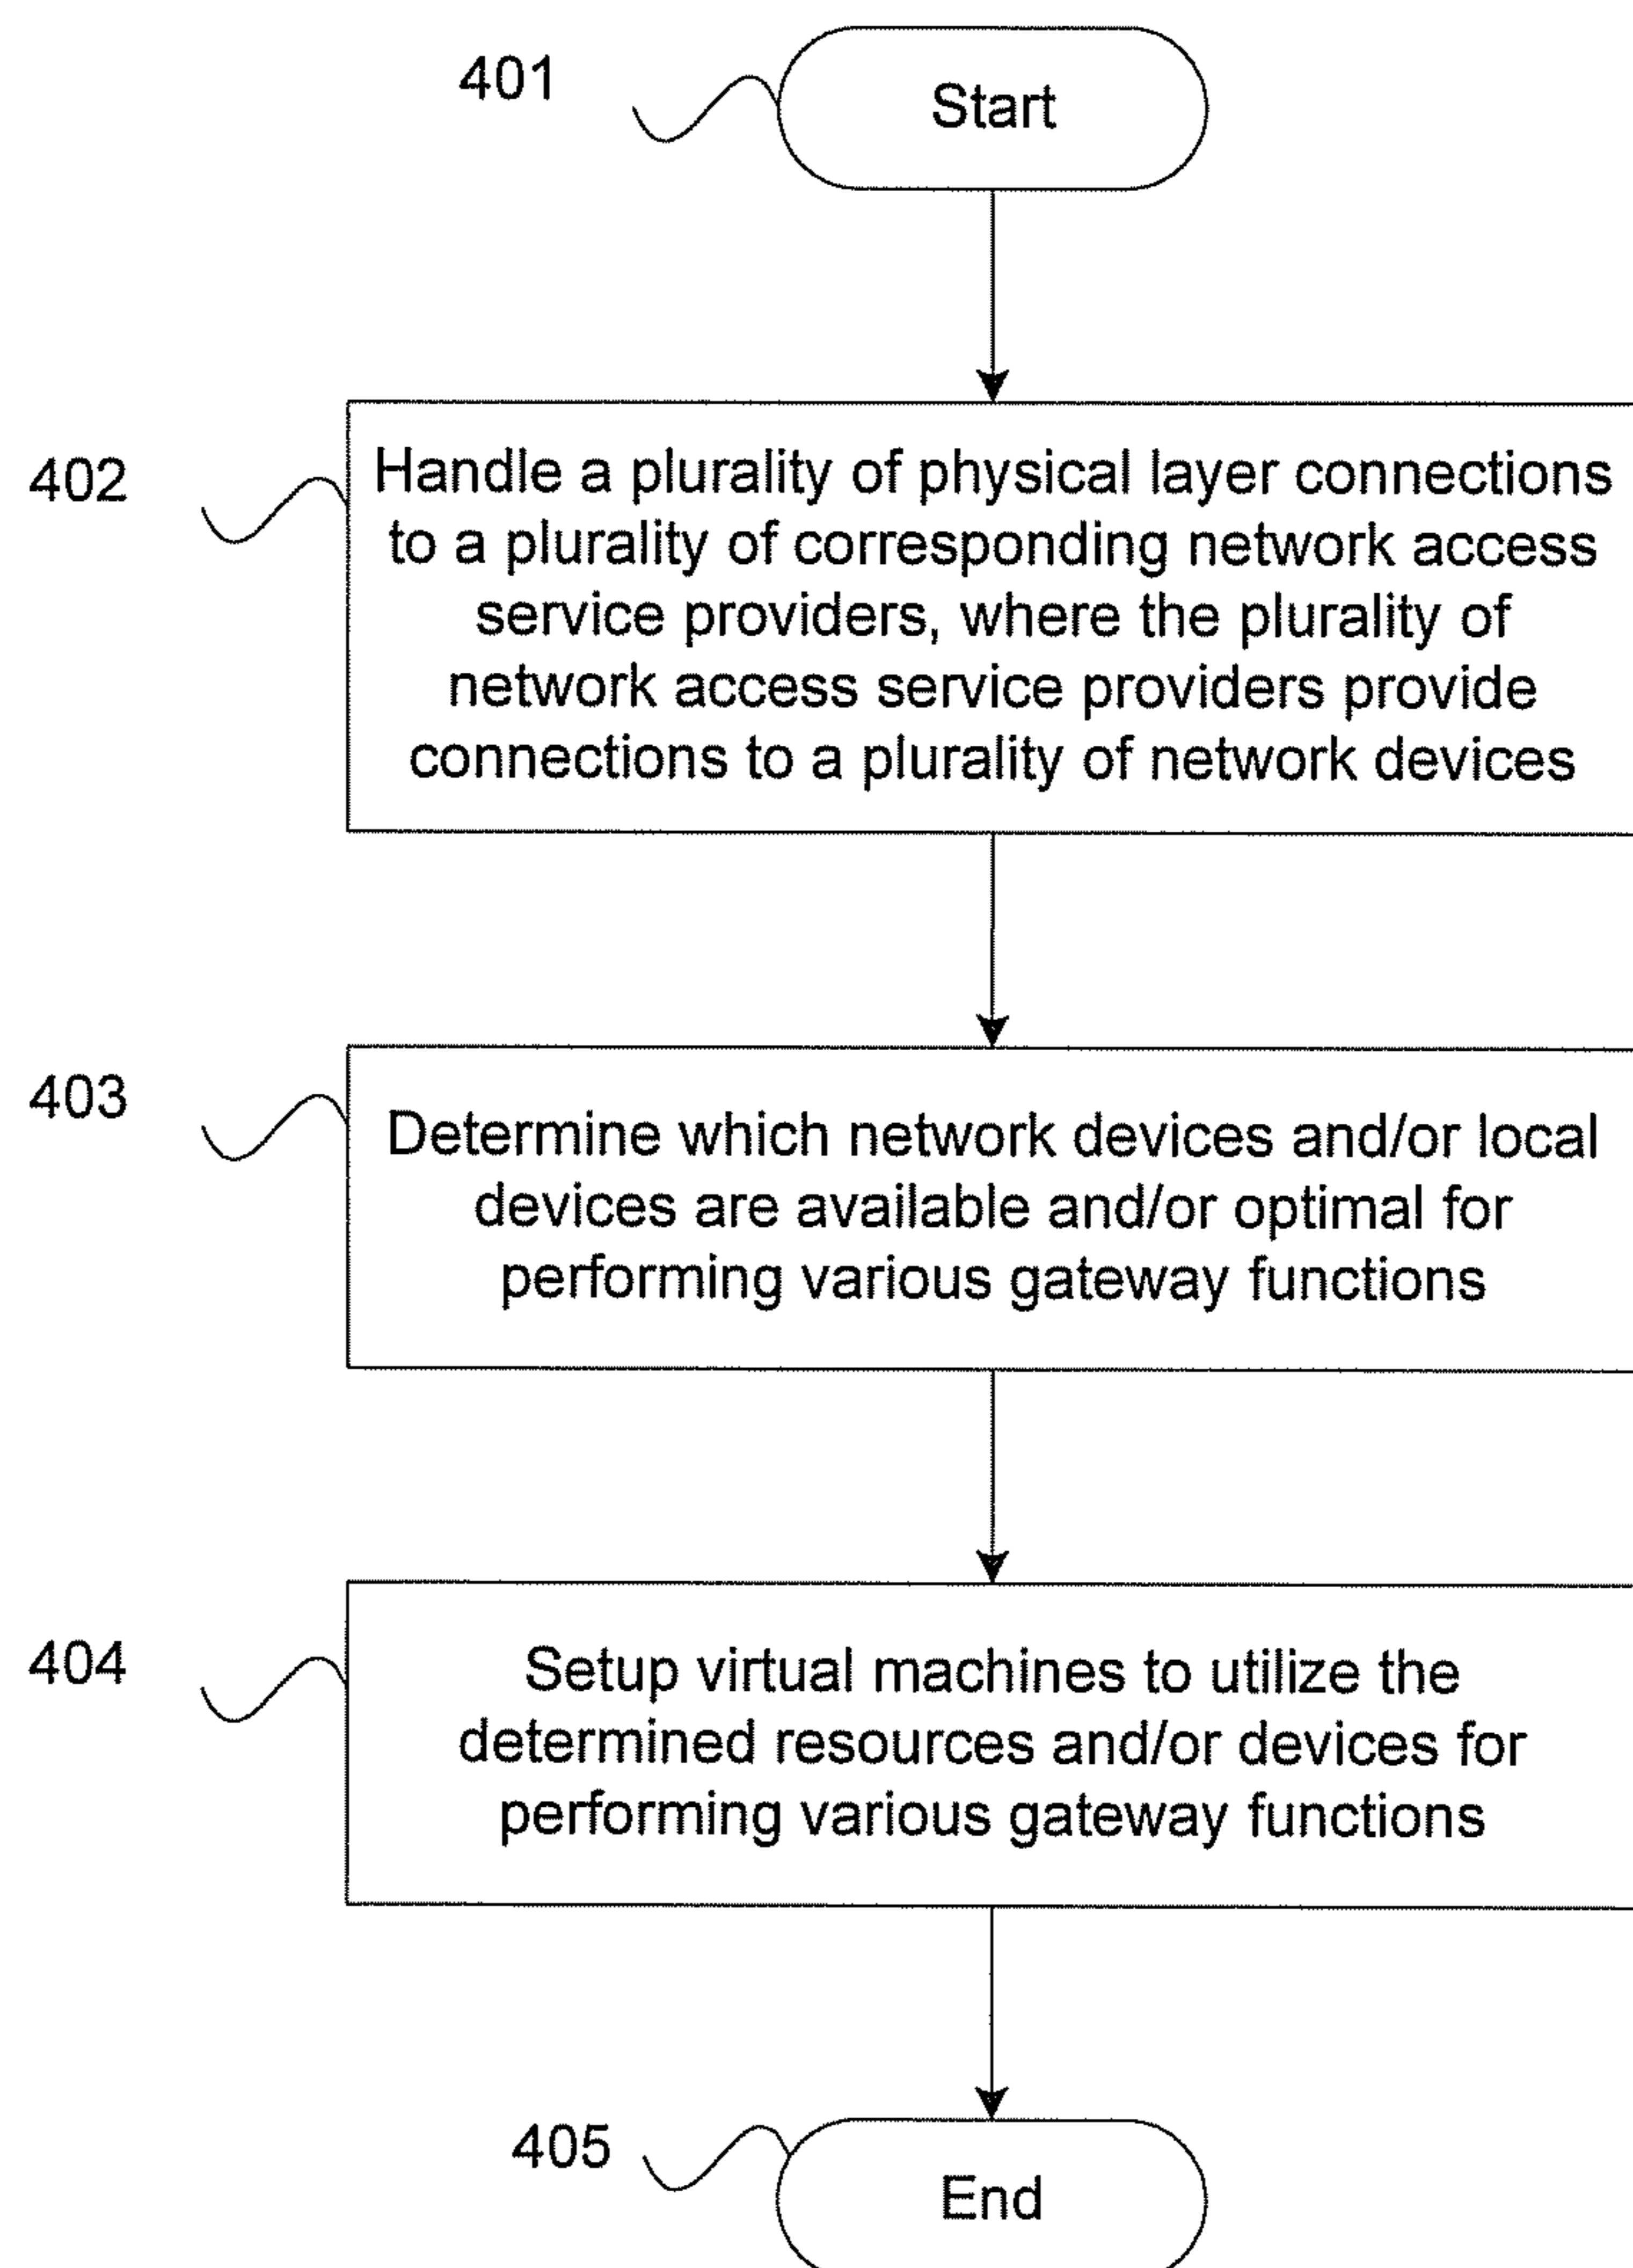 401
Start
402
Handle a plurality of physical layer connections
to a plurality of corresponding network access
service providers, where the plurality of
network access service providers provide
connections to a plurality of network devices
403
Determine which network devices and/or local
devices are available and/or optimal for
performing various gateway functions
404
Setup virtual machines to utilize the
determined resources and/or devices for
performing various gateway functions
405
End